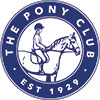 THE PONY CLUB
EST 1929